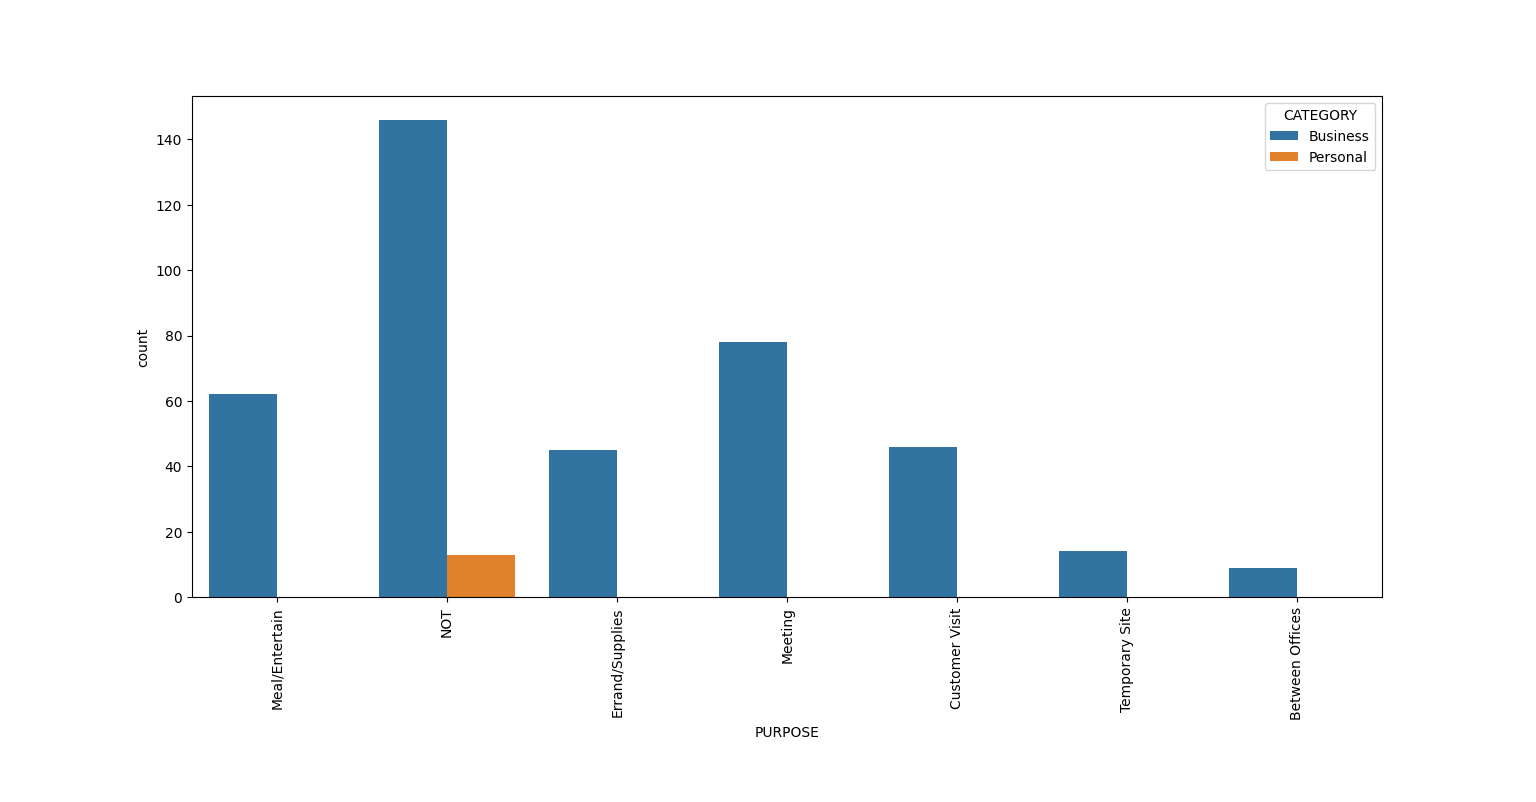 CATEGORY
Business
Personal
140
120
100
80
60
40
20
0
count
Meal/Entertain
NOT
Errand/Supplies
Meeting
Customer Visit
Temporary Site
Between Offices
PURPOSE